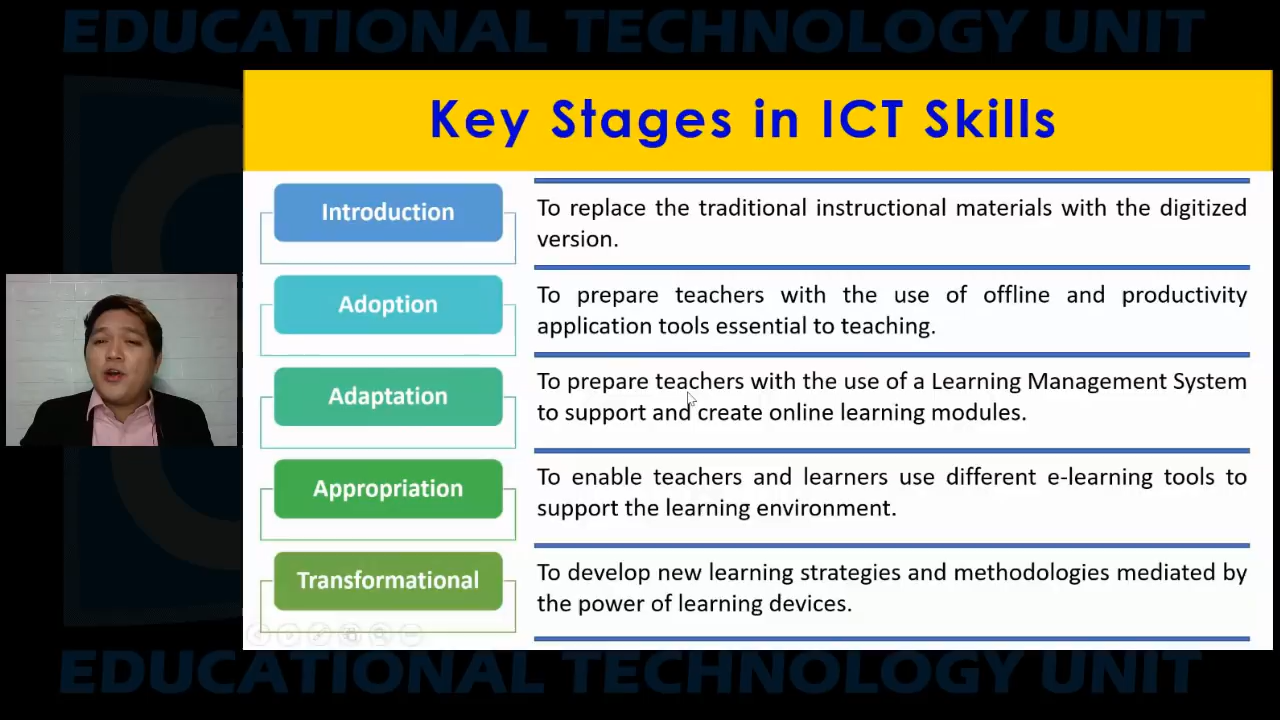 EDUCATIONAL TECHNOLOGY UNIT
Key Stages in ICT Skills
Introduction
To replace the traditional instructional materials with the digitized
version.
Adoption
To prepare teachers with the use of offline and productivity
application tools essential to teaching.
Adaptation
To prepare teachers with the use of a Learning Management System
to support and create online learning modules.
Appropriation
To enable teachers and learners use different e-learning tools to
support the learning environment.
Transformational
To develop new learning strategies and methodologies mediated by
the power of learning devices.
EDUCATIONAL TECHNOLOGY UNIT